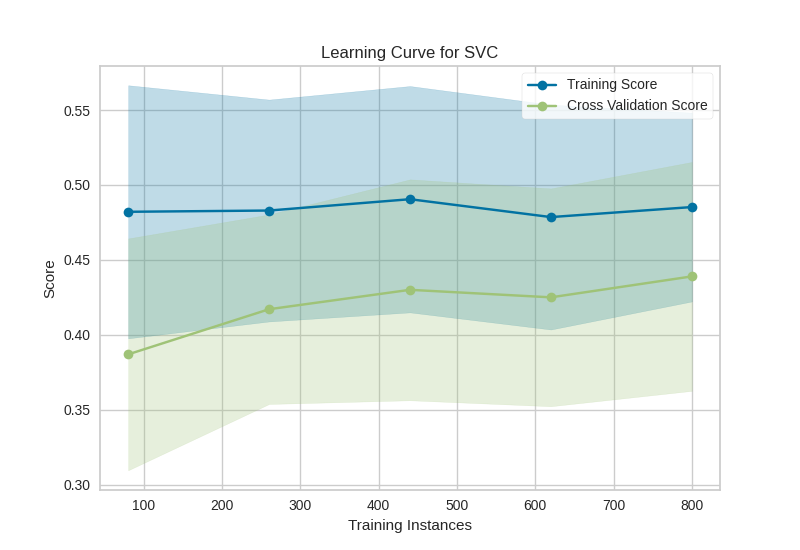 Learning Curve for SVC
Training Score
Cross Validation Score
0.55
0.50
0.45
0.40
0.35
0.30
Score
100 200 300 400 500 600 700 800
Training Instances